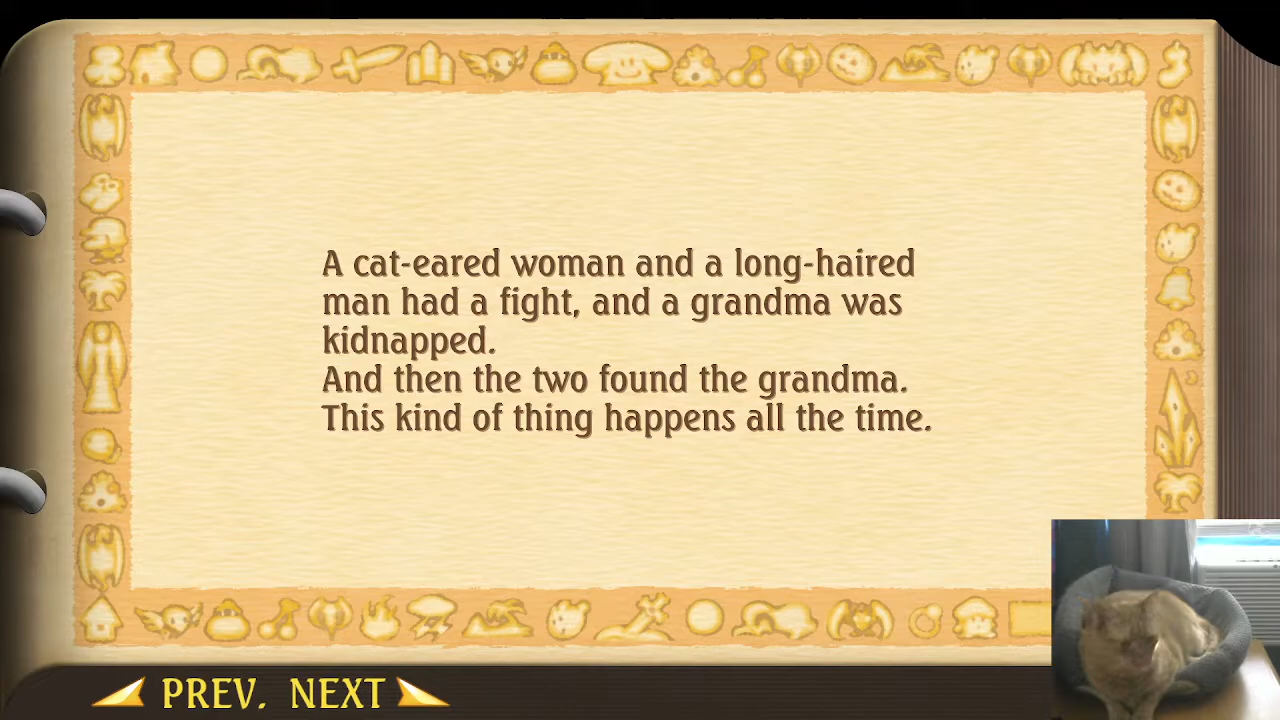 A cat-eared woman and a long-haired
man had a fight, and a grandma was
kidnapped.
And then the two found the grandma.
This kind of thing happens all the time.
PREV. NEXT